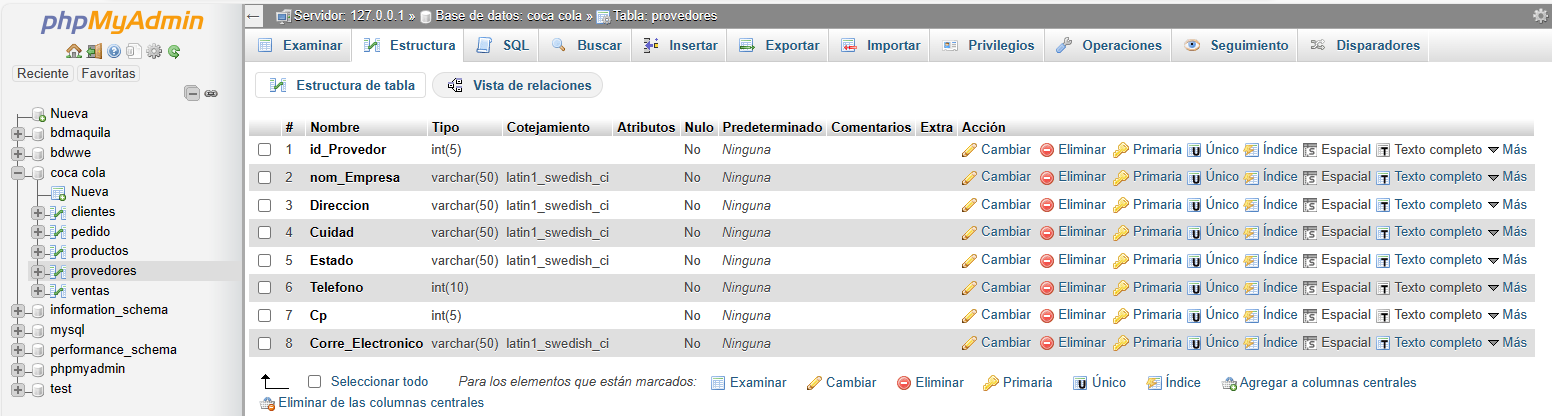 phpMyAdmin
Reciente Favoritas
Nueva
bdmaquila
bdwwe
coca cola
Nueva
clientes
pedido
productos
provedores
ventas
information_schema
mysql
performance_schema
phpmyadmin
test
Servidor: 127.0.0.1 » Base de datos: coca cola » Tabla: provedores
Examinar Estructura SQL Buscar Insertar Exportar Importar Privilegios Operaciones Seguimiento Disparadores
Estructura de tabla Vista de relaciones
# Nombre Tipo Cotejamiento Atributos Nulo Predeterminado Comentarios Extra Acción
1 id_Provedor int(5) No Ninguna Cambiar Eliminar Primaria Único Índice Espacial Texto completo Más
2 nom_Empresa varchar(50) latin1_swedish_ci No Ninguna Cambiar Eliminar Primaria Único Índice Espacial Texto completo Más
3 Direccion varchar(50) latin1_swedish_ci No Ninguna Cambiar Eliminar Primaria Único Índice Espacial Texto completo Más
4 Cuidad varchar(50) latin1_swedish_ci No Ninguna Cambiar Eliminar Primaria Único Índice Espacial Texto completo Más
5 Estado varchar(50) latin1_swedish_ci No Ninguna Cambiar Eliminar Primaria Único Índice Espacial Texto completo Más
6 Telefono int(10) No Ninguna Cambiar Eliminar Primaria Único Índice Espacial Texto completo Más
7 Cp int(5) No Ninguna Cambiar Eliminar Primaria Único Índice Espacial Texto completo Más
8 Corre_Electronico varchar(50) latin1_swedish_ci No Ninguna Cambiar Eliminar Primaria Único Índice Espacial Texto completo Más
Seleccionar todo Para los elementos que están marcados: Examinar Cambiar Eliminar Primaria Único Índice Agregar a columnas centrales
Eliminar de las columnas centrales